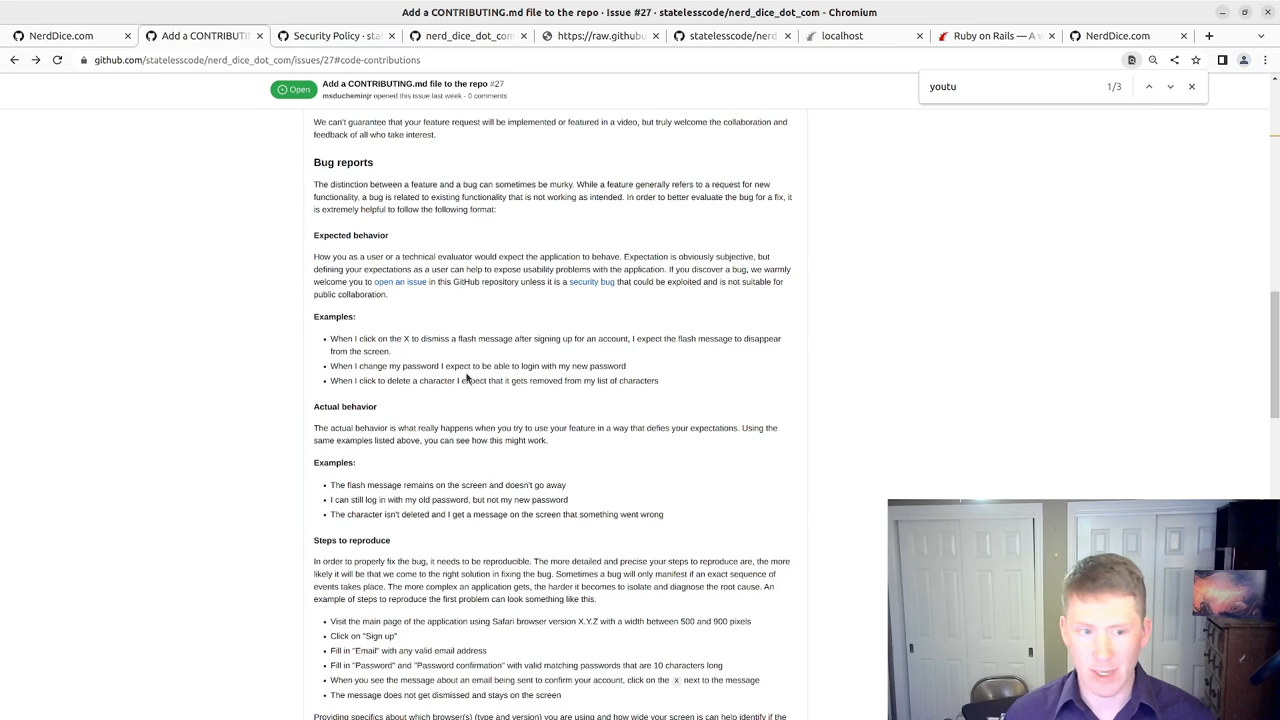 Add a CONTRIBUTING.md file to the repo · Issue #27 · statelesscode/nerd_dice_dot_com - Chromium
NerdDice.com
Add a CONTRIBUTI
Security Policy · stat
nerd_dice_dot_com/
https://raw.githubu
statelesscode/nerd
localhost
Ruby on Rails — A w
NerdDice.com
github.com/statelesscode/nerd_dice_dot_com/issues/27#code-contributions
youtu
1/3
Open
Add a CONTRIBUTING.md file to the repo #27
msducheminjr opened this issue last week · 0 comments
We can't guarantee that your feature request will be implemented or featured in a video, but truly welcome the collaboration and
feedback of all who take interest.
Bug reports
The distinction between a feature and a bug can sometimes be murky. While a feature generally refers to a request for new
functionality, a bug is related to existing functionality that is not working as intended. In order to better evaluate the bug for a fix, it
is extremely helpful to follow the following format:
Expected behavior
How you as a user or a technical evaluator would expect the application to behave. Expectation is obviously subjective, but
defining your expectations as a user can help to expose usability problems with the application. If you discover a bug, we warmly
welcome you to open an issue in this GitHub repository unless it is a security bug that could be exploited and is not suitable for
public collaboration.
Examples:
• When I click on the X to dismiss a flash message after signing up for an account, I expect the flash message to disappear
from the screen.
• When I change my password I expect to be able to login with my new password
• When I click to delete a character I expect that it gets removed from my list of characters
Actual behavior
The actual behavior is what really happens when you try to use your feature in a way that defies your expectations. Using the
same examples listed above, you can see how this might work.
Examples:
• The flash message remains on the screen and doesn't go away
• I can still log in with my old password, but not my new password
• The character isn't deleted and I get a message on the screen that something went wrong
Steps to reproduce
In order to properly fix the bug, it needs to be reproducible. The more detailed and precise your steps to reproduce are, the more
likely it will be that we come to the right solution in fixing the bug. Sometimes a bug will only manifest if an exact sequence of
events takes place. The more complex an application gets, the harder it becomes to isolate and diagnose the root cause. An
example of steps to reproduce the first problem can look something like this.
• Visit the main page of the application using Safari browser version X.Y.Z with a width between 500 and 900 pixels
• Click on "Sign up"
• Fill in "Email" with any valid email address
• Fill in "Password" and "Password confirmation" with valid matching passwords that are 10 characters long
• When you see the message about an email being sent to confirm your account, click on the X next to the message
• The message does not get dismissed and stays on the screen
Providing specifics about which browser(s) (type and version) you are using and how wide your screen is can help identify if the